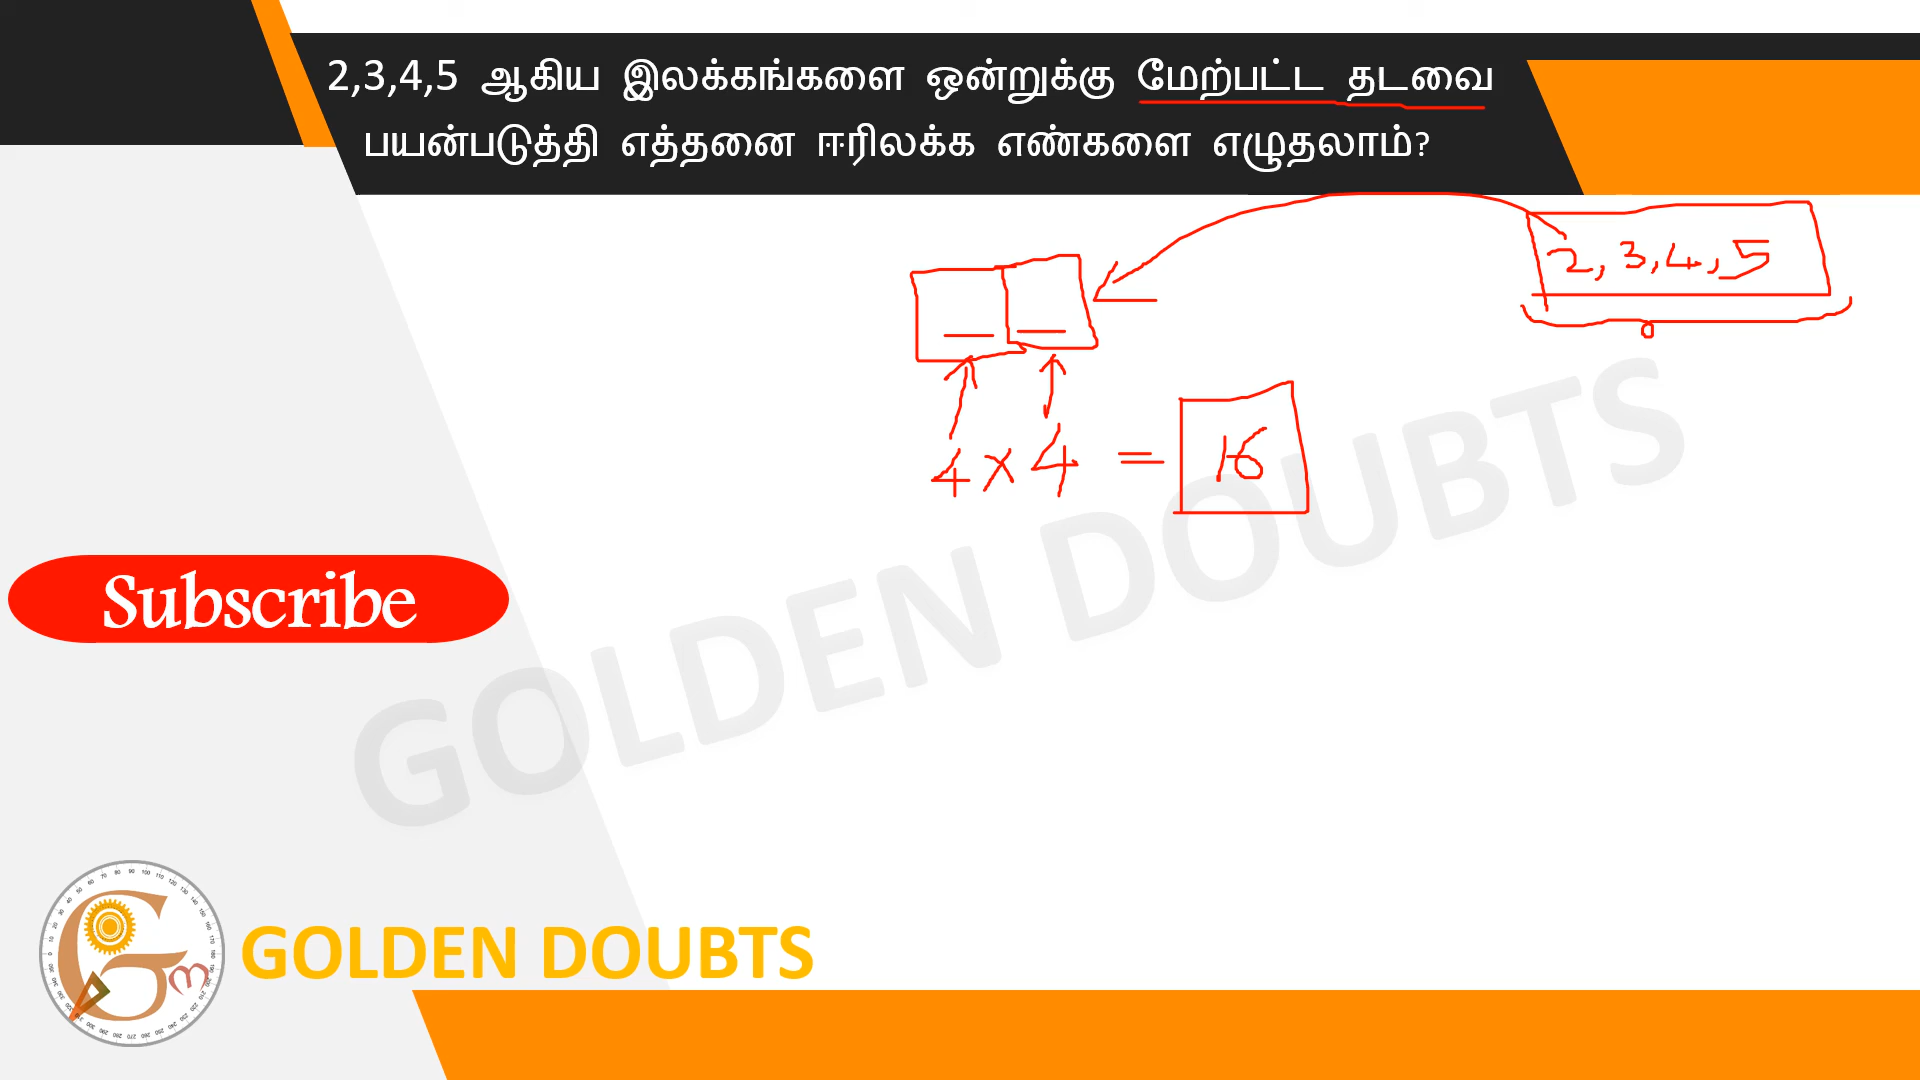 2,3,4,5 ஆகிய இலக்கங்களை ஒன்றுக்கு மேற்பட்ட தடவை
பயன்படுத்தி எத்தனை ஈரிலக்க எண்களை எழுதலாம்?
2, 3, 4, 5
4 × 4 = 16
GOLDEN DOUBTS
Subscribe
GOLDEN DOUBTS